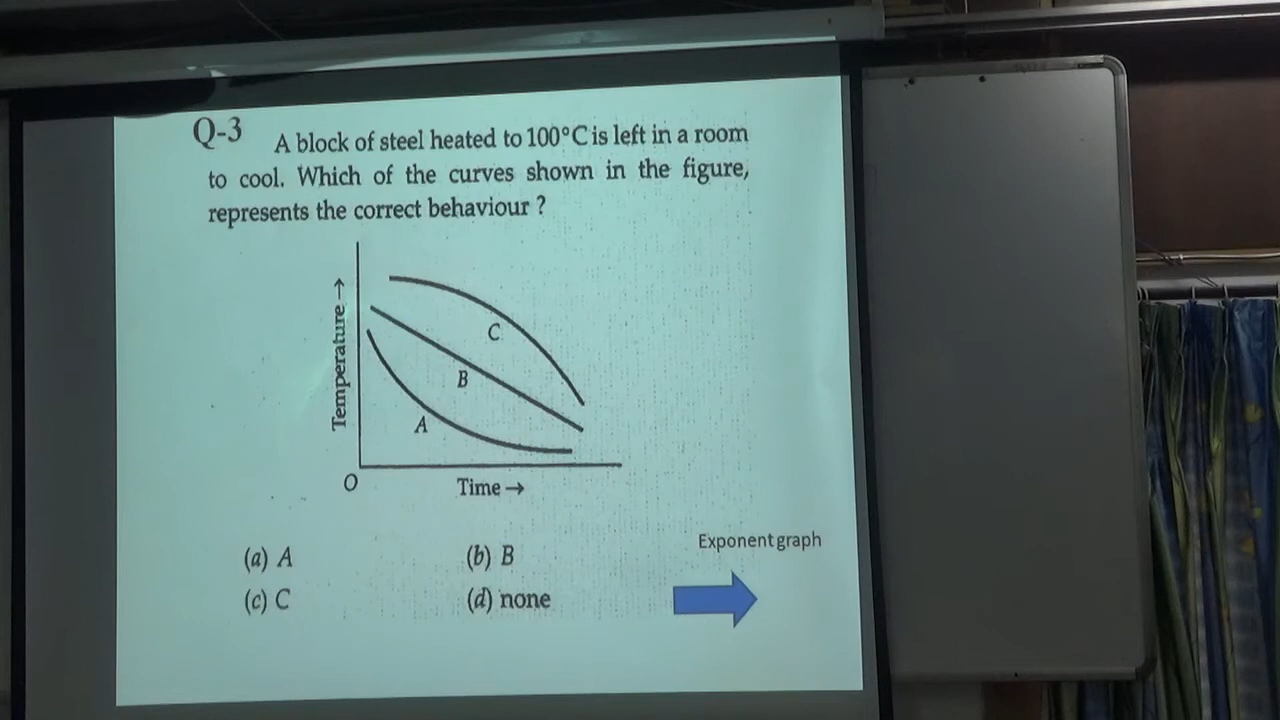 Q-3 A block of steel heated to 100°C is left in a room
to cool. Which of the curves shown in the figure,
represents the correct behaviour ?
Temperature →
C
B
A
O
Time →
(a) A (b) B
Exponent graph
(c) C (d) none